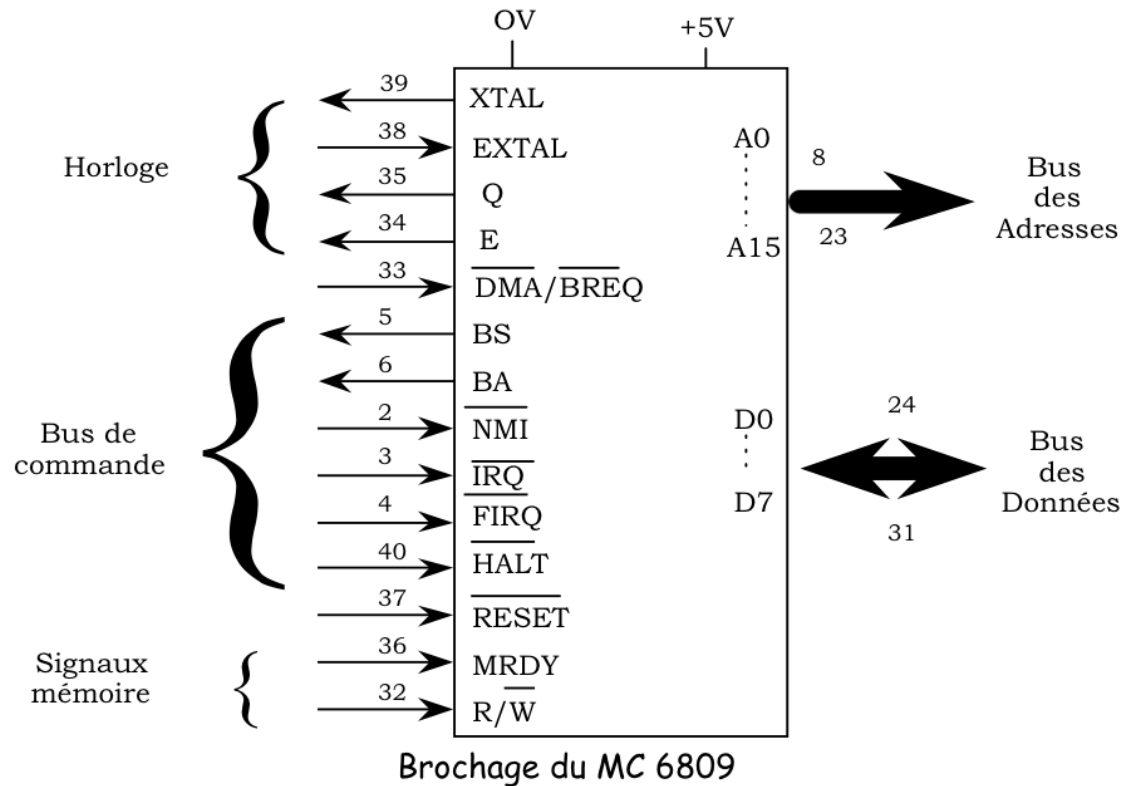 OV
+5V
Horloge
39
XTAL
38
EXTAL
35
Q
34
E
33
DMA/BREQ
5
BS
6
BA
Bus de
commande
2
NMI
3
IRQ
4
FIRQ
40
HALT
37
RESET
Signaux
mémoire
36
MRDY
32
R/W
A0
A15
8
23
Bus
des
Adresses
D0
D7
24
31
Bus
des
Données
Brochage du MC 6809